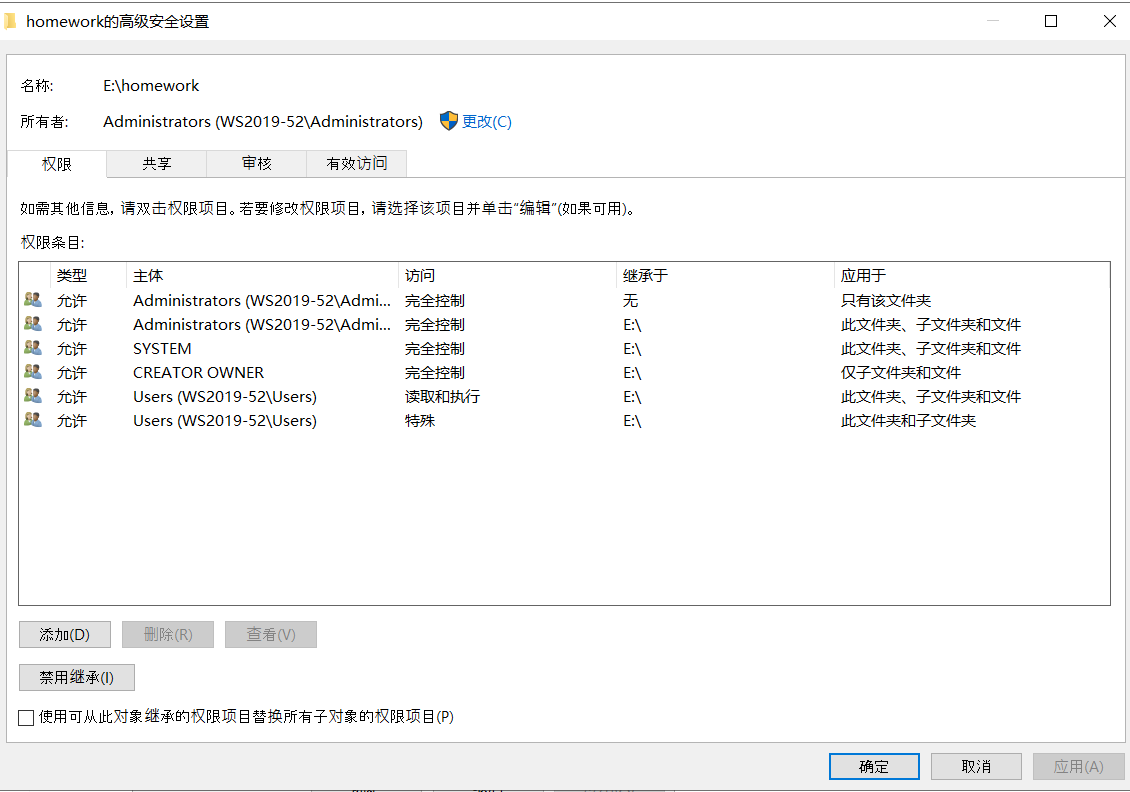 homework的高级安全设置
名称: E:\homework
所有者: Administrators (WS2019-52\Administrators) 更改(C)
权限 共享 审核 有效访问
如需其他信息，请双击权限项目。若要修改权限项目，请选择该项目并单击“编辑”(如果可用)。
权限条目:
类型 主体 访问 继承于 应用于
允许 Administrators (WS2019-52\Admi... 完全控制 无 只有该文件夹
允许 Administrators (WS2019-52\Admi... 完全控制 E:\ 此文件夹、子文件夹和文件
允许 SYSTEM 完全控制 E:\ 此文件夹、子文件夹和文件
允许 CREATOR OWNER 完全控制 E:\ 仅子文件夹和文件
允许 Users (WS2019-52\Users) 读取和执行 E:\ 此文件夹、子文件夹和文件
允许 Users (WS2019-52\Users) 特殊 E:\ 此文件夹和子文件夹
添加(D) 删除(R) 查看(V)
禁用继承(I)
使用可从此对象继承的权限项目替换所有子对象的权限项目(P)
确定 取消 应用(A)